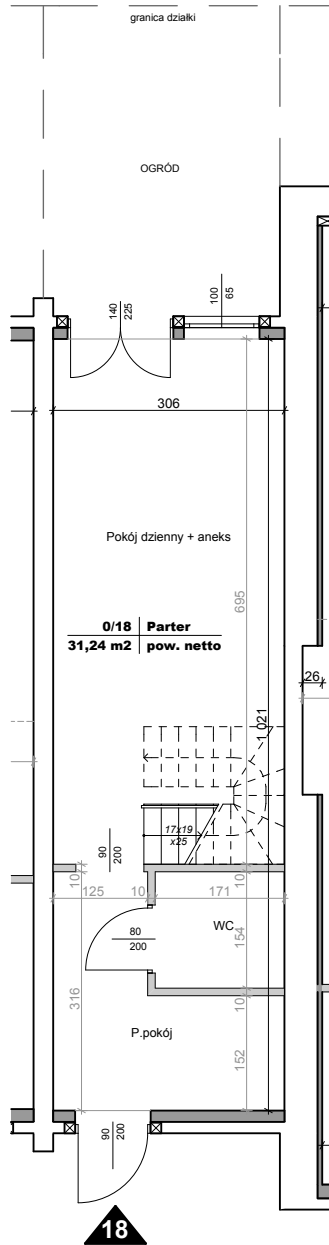 granica działki
OGRÓD
140
225
100
65
306
Pokój dzienny + aneks
695
0/18 Parter
31,24 m2 pow. netto
1 021
26
17x19
x25
90
200
10
125
10
171
10
80
200
WC
154
316
10
P.pokój
152
90
200
18